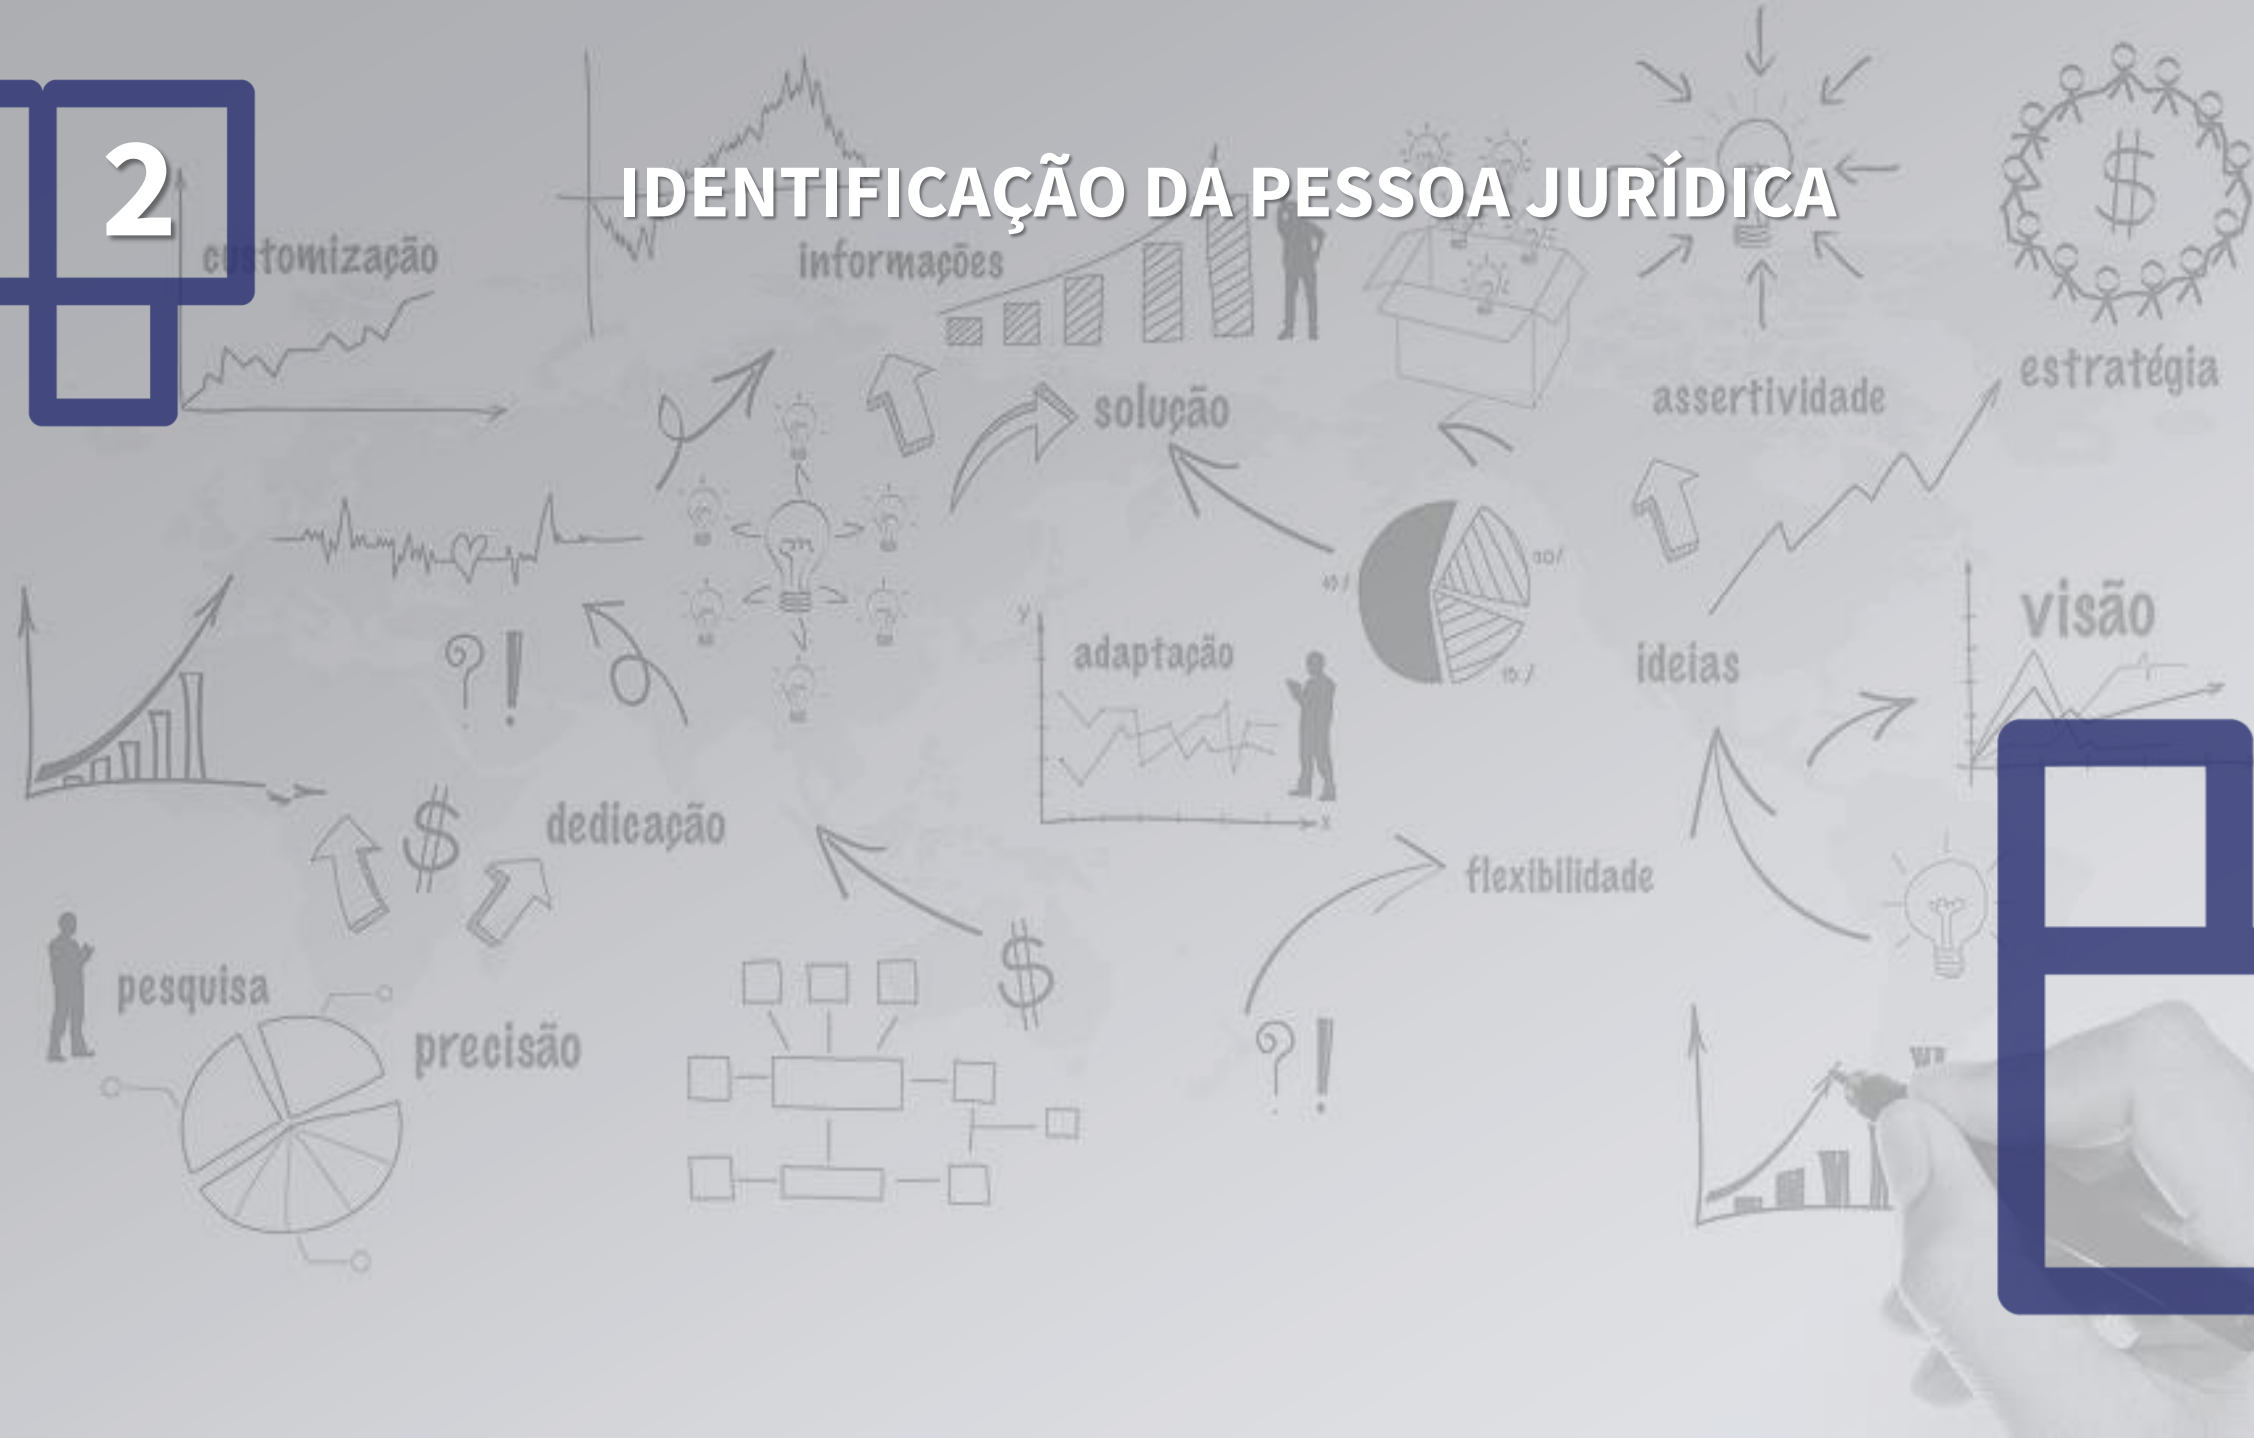 2
IDENTIFICAÇÃO DA PESSOA JURÍDICA
customização
informações
estratégia
solução
assertividade
visão
y
adaptação
ideias
dedicação
x
flexibilidade
pesquisa
precisão
? !
? !
$
$
$